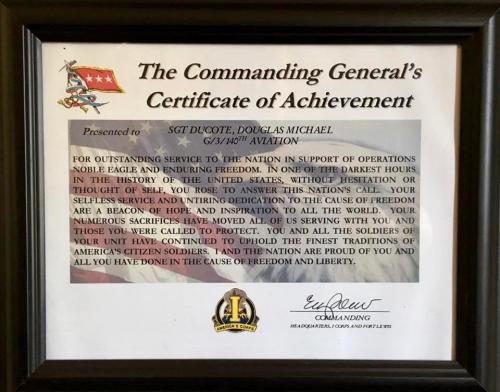 The Commanding General's
Certificate of Achievement
Presented to SGT DUCOTE, DOUGLAS MICHAEL
G/3/140TH AVIATION
FOR OUTSTANDING SERVICE TO THE NATION IN SUPPORT OF OPERATIONS
NOBLE EAGLE AND ENDURING FREEDOM. IN ONE OF THE DARKEST HOURS
IN THE HISTORY OF THE UNITED STATES, WITHOUT HESITATION OR
THOUGHT OF SELF, YOU ROSE TO ANSWER THIS NATION'S CALL. YOUR
SELFLESS SERVICE AND UNTIRING DEDICATION TO THE CAUSE OF FREEDOM
ARE A BEACON OF HOPE AND INSPIRATION TO ALL THE WORLD. YOUR
NUMEROUS SACRIFICES HAVE MOVED ALL OF US SERVING WITH YOU AND
THOSE YOU WERE CALLED TO PROTECT. YOU AND ALL THE SOLDIERS OF
YOUR UNIT HAVE CONTINUED TO UPHOLD THE FINEST TRADITIONS OF
AMERICA'S CITIZEN SOLDIERS. I AND THE NATION ARE PROUD OF YOU AND
ALL YOU HAVE DONE IN THE CAUSE OF FREEDOM AND LIBERTY.
I
AMERICA'S CORPS
COMMANDING
HEADQUARTERS, I CORPS AND FORT LEWIS